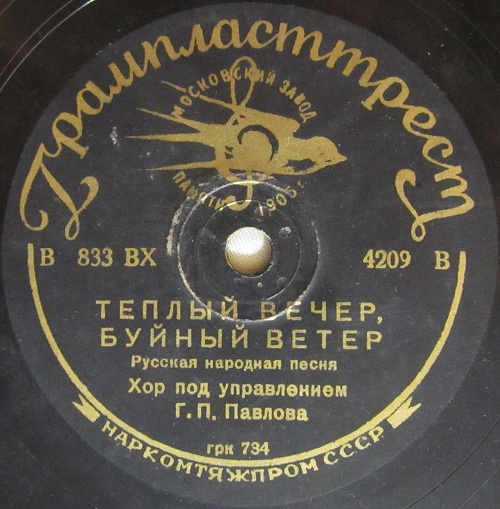 Грампласттрест
МОСКОВСКИЙ ЗАВОД
ПАМЯТИ 1905 г.
В 833 ВХ
4209 В
ТЕПЛЫЙ ВЕЧЕР,
БУЙНЫЙ ВЕТЕР
Русская народная песня
Хор под управлением
Г. П. Павлова
грк 734
НАРКОМТЯЖПРОМ СССР